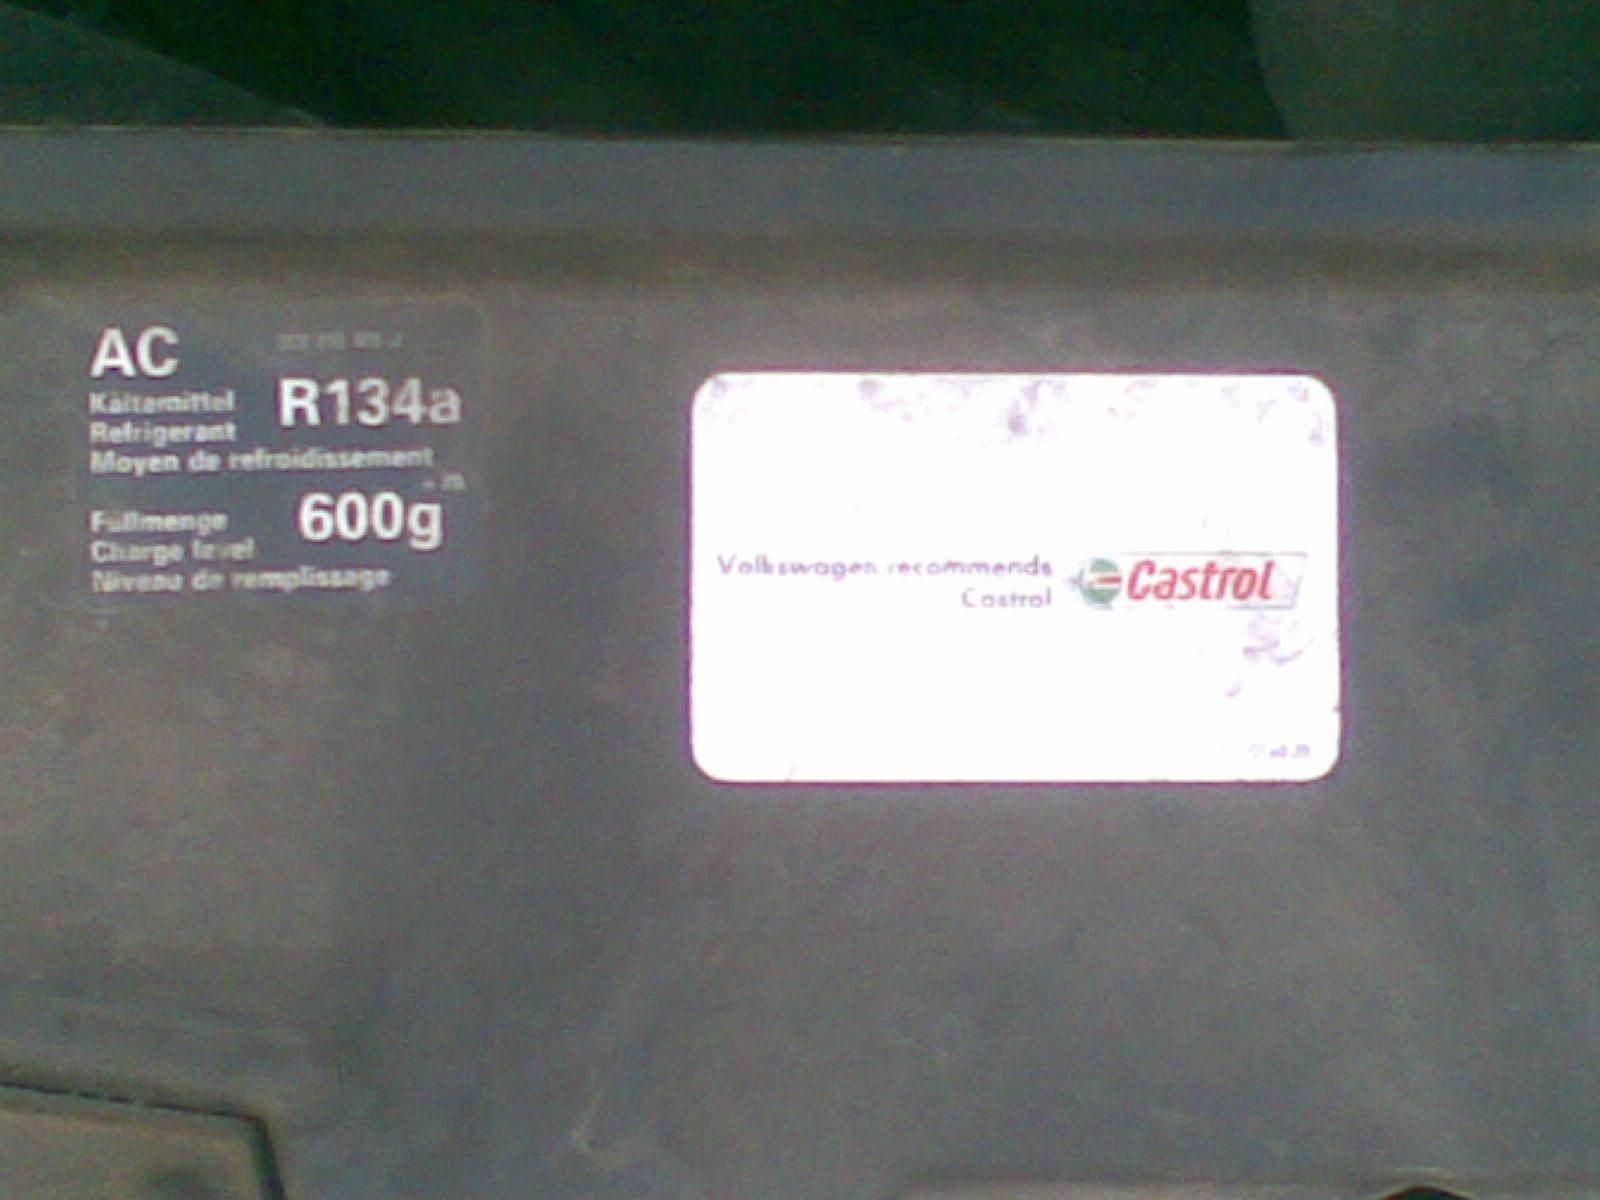 AC
Kältemittel
Refrigerant
R134a
Moyen de refroidissement
Füllmenge
Charge level
600g
Niveau de remplissage
Volkswagen recommends
Castrol
Castrol